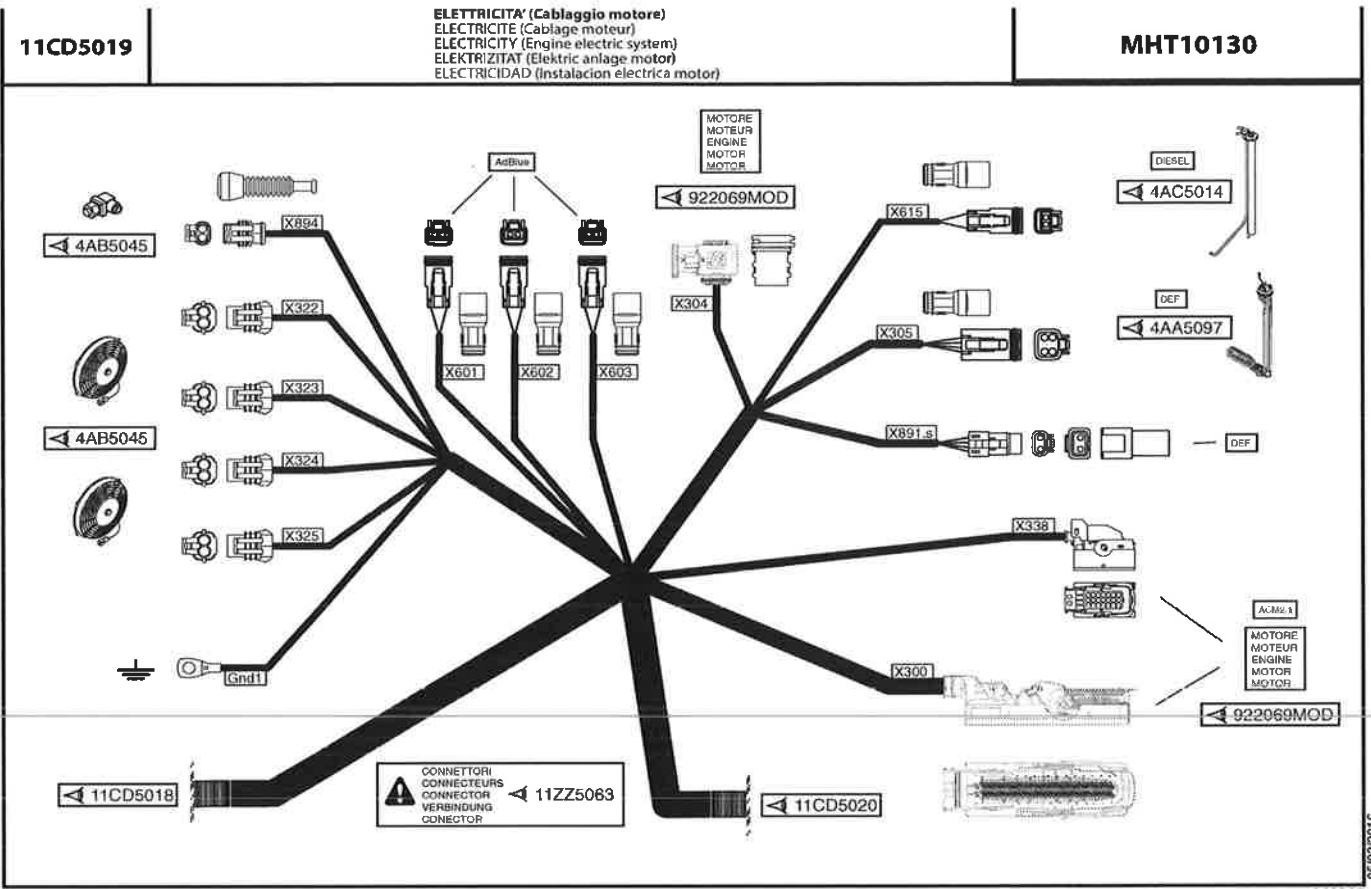 11CD5019
ELETTRICITA' (Cablaggio motore)
ELECTRICITE (Cablage moteur)
ELECTRICITY (Engine electric system)
ELEKTRIZITAT (Elektric anlage motor)
ELECTRICIDAD (Instalacion electrica motor)
MHT10130
MOTORE
MOTEUR
ENGINE
MOTOR
MOTOR
922069MOD
AdBlue
DIESEL
4AC5014
4AB5045
X894
X615
X322
X304
DEF
4AA5097
X305
X601
X602
X603
X323
4AB5045
X891.s
DEF
X324
X325
X338
ACM2.1
MOTORE
MOTEUR
ENGINE
MOTOR
MOTOR
922069MOD
Gnd1
X300
11CD5018
CONNETTORI
CONNECTEURS
CONNECTOR
VERBINDUNG
CONECTOR
11ZZ5063
11CD5020